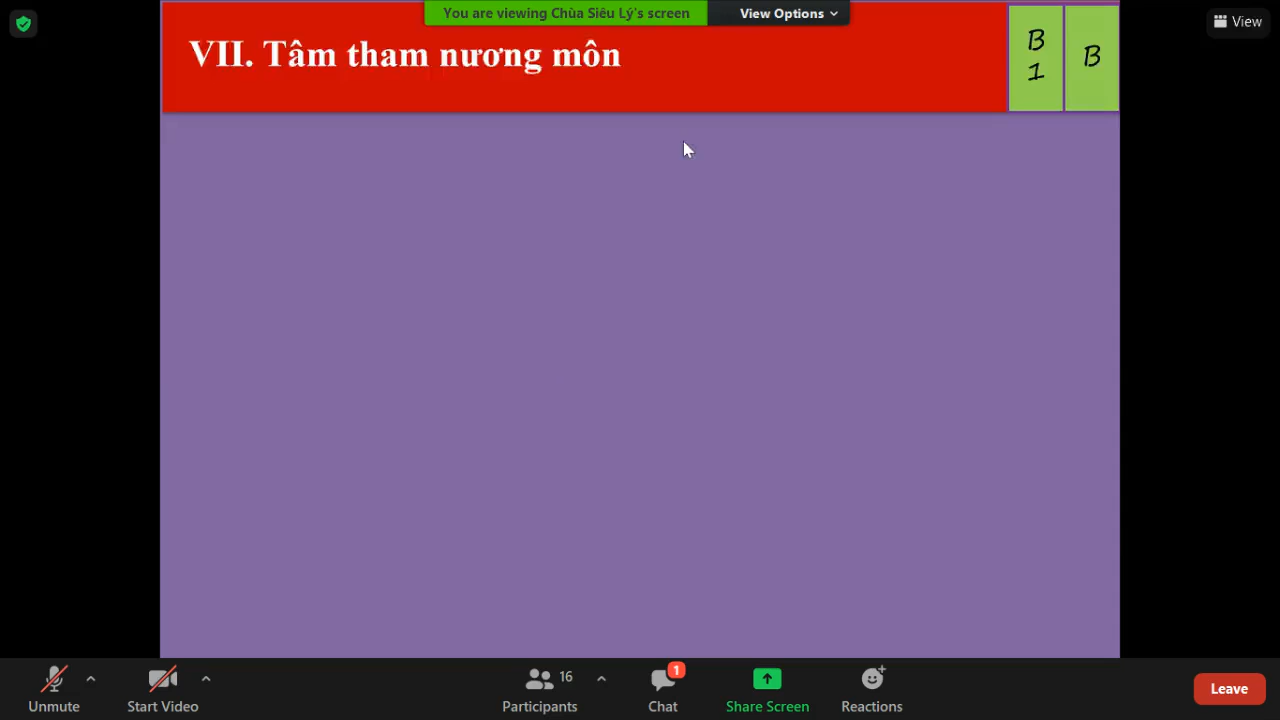 You are viewing Chùa Siêu Lý's screen
View Options
View
VII. Tâm tham nương môn
B
1
B
Unmute
Start Video
16
Participants
1
Chat
Share Screen
Reactions
Leave